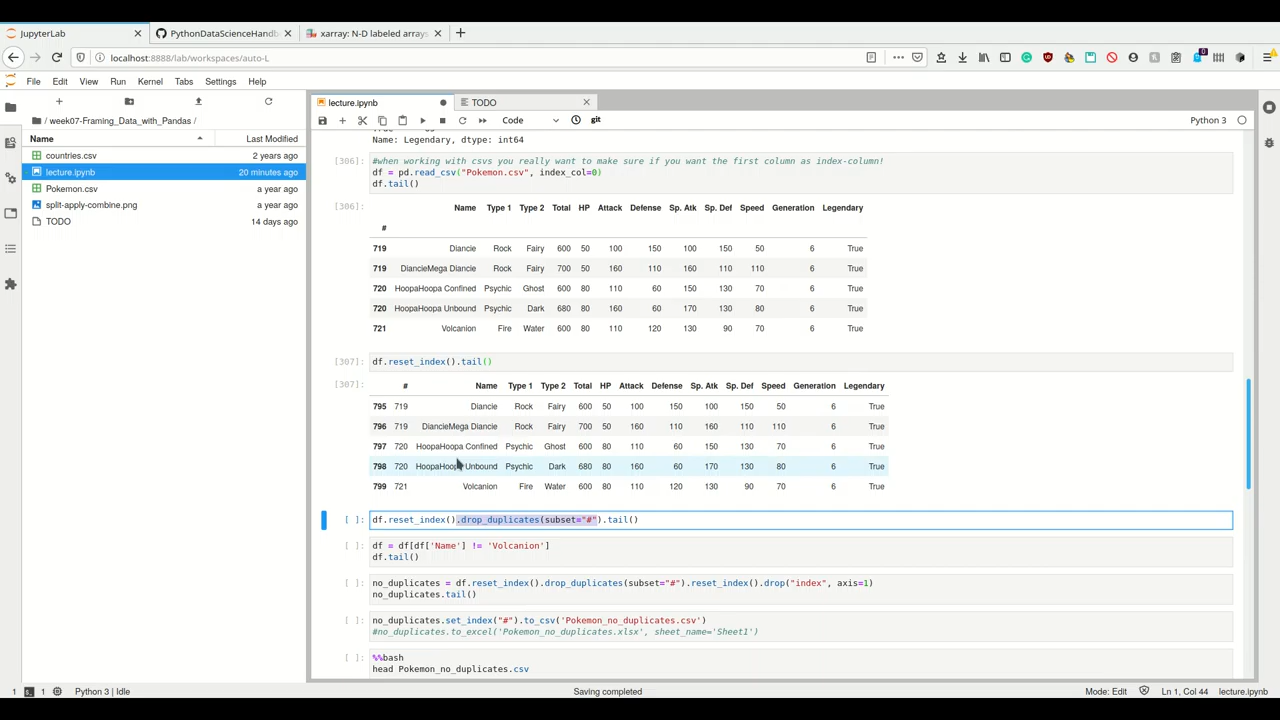 JupyterLab
PythonDataScienceHandb
xarray: N-D labeled arrays
localhost:8888/lab/workspaces/auto-L
File Edit View Run Kernel Tabs Settings Help
/ week07-Framing_Data_with_Pandas /
Name Last Modified
countries.csv 2 years ago
lecture.ipynb 20 minutes ago
Pokemon.csv a year ago
split-apply-combine.png a year ago
TODO 14 days ago
lecture.ipynb TODO
Code git Python 3
Name: Legendary, dtype: int64
[306]: #when working with csvs you really want to make sure if you want the first column as index-column!
df = pd.read_csv("Pokemon.csv", index_col=0)
df.tail()
[306]: Name Type 1 Type 2 Total HP Attack Defense Sp. Atk Sp. Def Speed Generation Legendary
#
719 Diancie Rock Fairy 600 50 100 150 100 150 50 6 True
719 DiancieMega Diancie Rock Fairy 700 50 160 110 160 110 110 6 True
720 HoopaHoopa Confined Psychic Ghost 600 80 110 60 150 130 70 6 True
720 HoopaHoopa Unbound Psychic Dark 680 80 160 60 170 130 80 6 True
721 Volcanion Fire Water 600 80 110 120 130 90 70 6 True
[307]: df.reset_index().tail()
[307]: # Name Type 1 Type 2 Total HP Attack Defense Sp. Atk Sp. Def Speed Generation Legendary
795 719 Diancie Rock Fairy 600 50 100 150 100 150 50 6 True
796 719 DiancieMega Diancie Rock Fairy 700 50 160 110 160 110 110 6 True
797 720 HoopaHoopa Confined Psychic Ghost 600 80 110 60 150 130 70 6 True
798 720 HoopaHoopa Unbound Psychic Dark 680 80 160 60 170 130 80 6 True
799 721 Volcanion Fire Water 600 80 110 120 130 90 70 6 True
[ ]: df.reset_index().drop_duplicates(subset="#").tail()
[ ]: df = df[df['Name'] != 'Volcanion']
df.tail()
[ ]: no_duplicates = df.reset_index().drop_duplicates(subset="#").reset_index().drop("index", axis=1)
no_duplicates.tail()
[ ]: no_duplicates.set_index("#").to_csv('Pokemon_no_duplicates.csv')
#no_duplicates.to_excel('Pokemon_no_duplicates.xlsx', sheet_name='Sheet1')
[ ]: %%bash
head Pokemon_no_duplicates.csv
1 1 Python 3 | Idle Saving completed Mode: Edit Ln 1, Col 44 lecture.ipynb